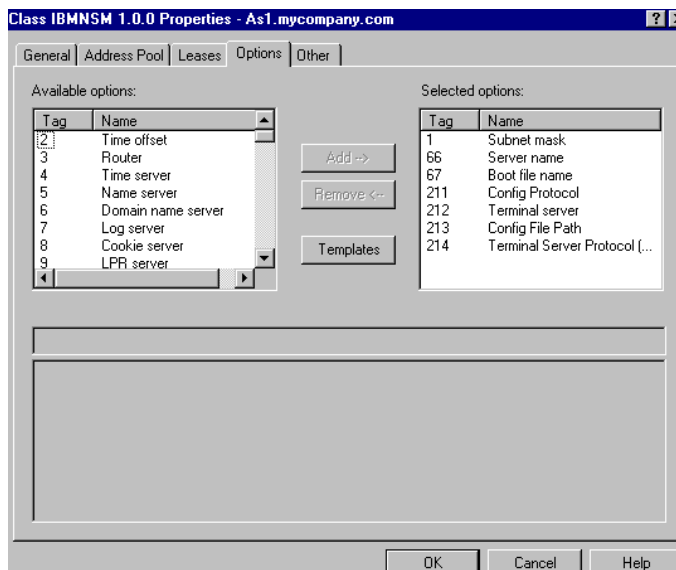 Class IBMNSM 1.0.0 Properties - As1.mycompany.com
General Address Pool Leases Options Other
Available options:
Tag Name
2 Time offset
3 Router
4 Time server
5 Name server
6 Domain name server
7 Log server
8 Cookie server
9 LPR server
Add -->
Remove <--
Templates
Selected options:
Tag Name
1 Subnet mask
66 Server name
67 Boot file name
211 Config Protocol
212 Terminal server
213 Config File Path
214 Terminal Server Protocol (...
OK Cancel Help